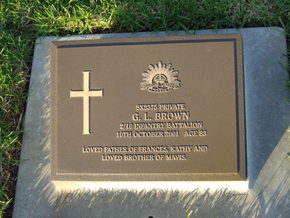 SX5375 PRIVATE
G. L. BROWN
2/10 INFANTRY BATTALION
10TH OCTOBER 2001 AGE 83
LOVED FATHER OF FRANCES, KATHY AND
LOVED BROTHER OF MAVIS.